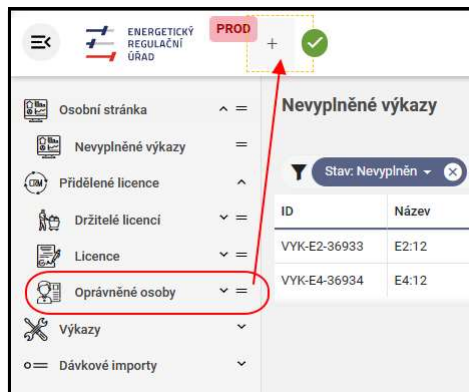 ENERGETICKÝ
REGULAČNÍ
ÚŘAD
PROD
+
Osobní stránka
Nevyplněné výkazy
CRM
Přidělené licence
Držitelé licencí
Licence
Oprávněné osoby
Výkazy
Dávkové importy
Nevyplněné výkazy
Stav: Nevyplněn
ID Název
VYK-E2-36933 E2:12
VYK-E4-36934 E4:12